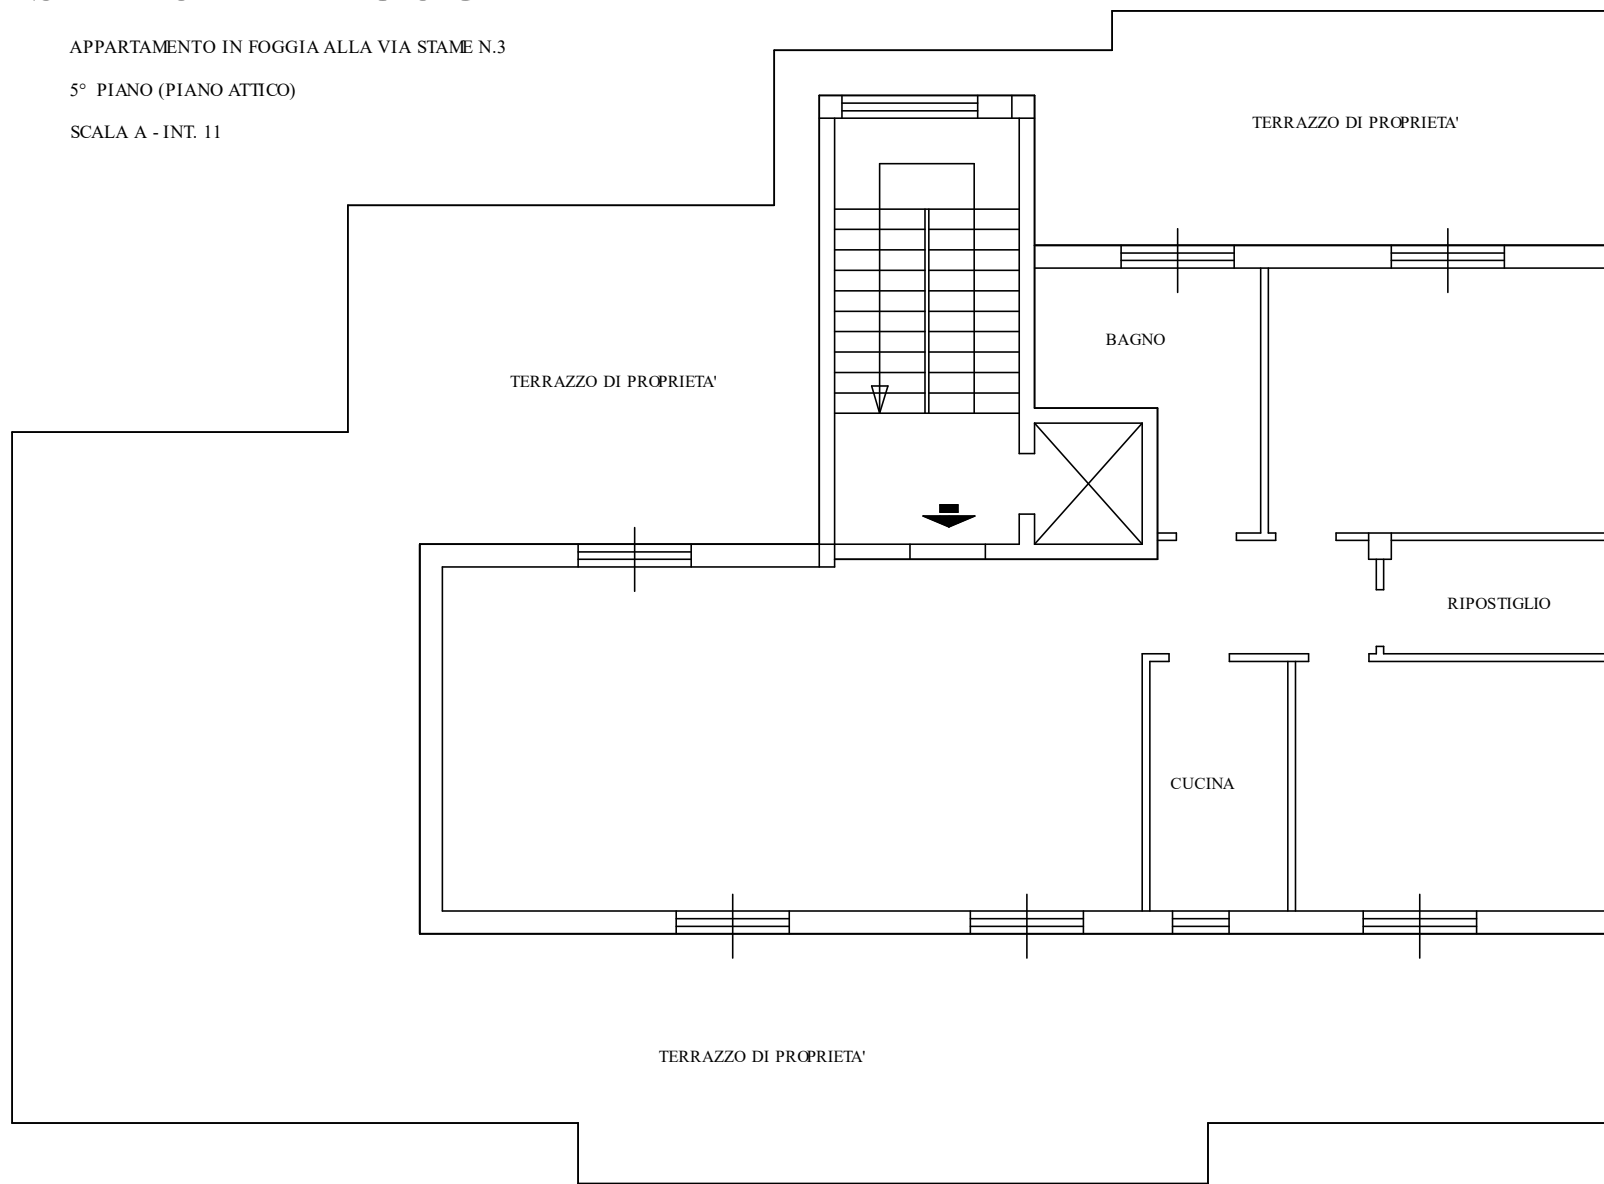 APPARTAMENTO IN FOGGIA ALLA VIA STAME N.3
5° PIANO (PIANO ATTICO)
SCALA A - INT. 11
TERRAZZO DI PROPRIETA'
BAGNO
TERRAZZO DI PROPRIETA'
RIPOSTIGLIO
CUCINA
TERRAZZO DI PROPRIETA'